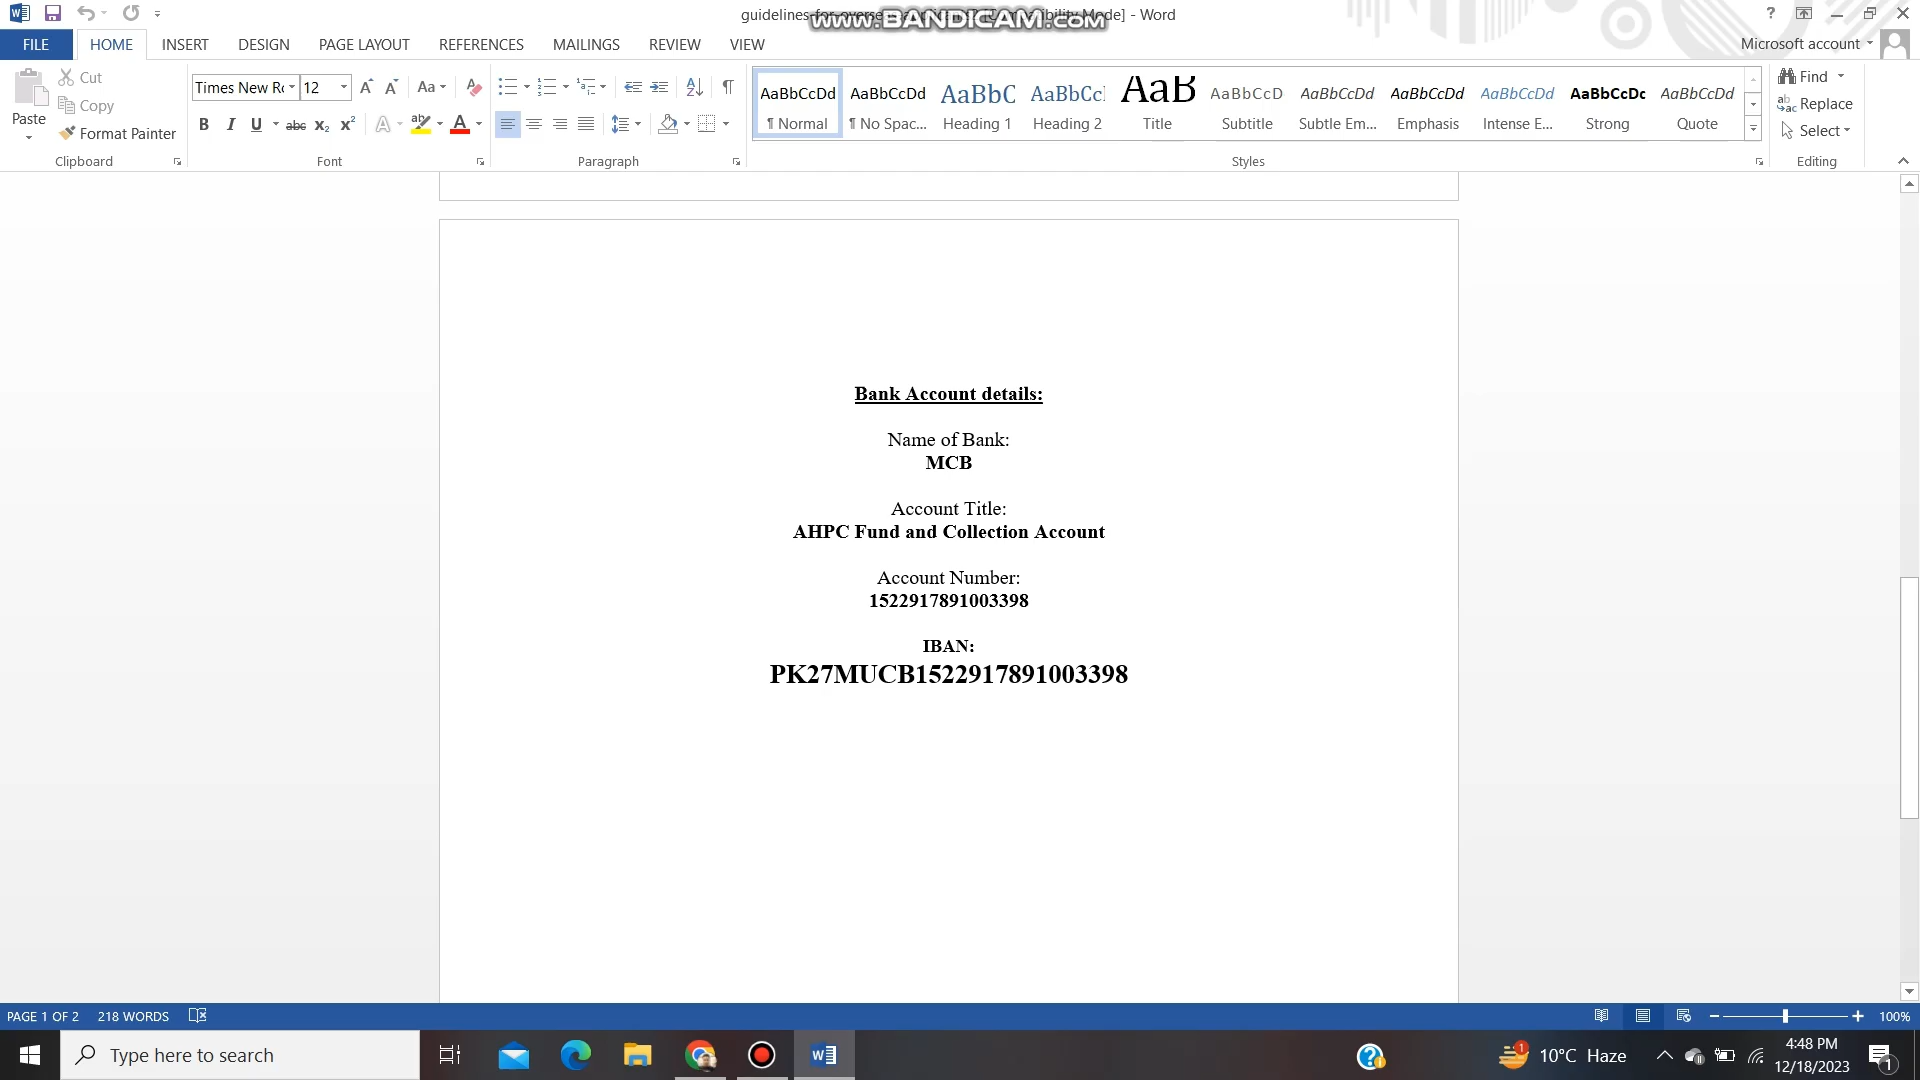 guidelines-for-overseas [Compatibility Mode] - Word
www.BANDICAM.com
FILE HOME INSERT DESIGN PAGE LAYOUT REFERENCES MAILINGS REVIEW VIEW
Microsoft account
Paste
Cut
Copy
Format Painter
Clipboard
Times New Ro 12
Font
Paragraph
AaBbCcDd AaBbCcDd AaBbC AaBbCcI AaB AaBbCcD AaBbCcDd AaBbCcDd AaBbCcDd AaBbCcDc AaBbCcDd
¶ Normal ¶ No Spac... Heading 1 Heading 2 Title Subtitle Subtle Em... Emphasis Intense E... Strong Quote
Styles
Find
Replace
Select
Editing
Bank Account details:
Name of Bank:
MCB
Account Title:
AHPC Fund and Collection Account
Account Number:
1522917891003398
IBAN:
PK27MUCB1522917891003398
PAGE 1 OF 2 218 WORDS
100%
Type here to search
10°C Haze
4:48 PM
12/18/2023